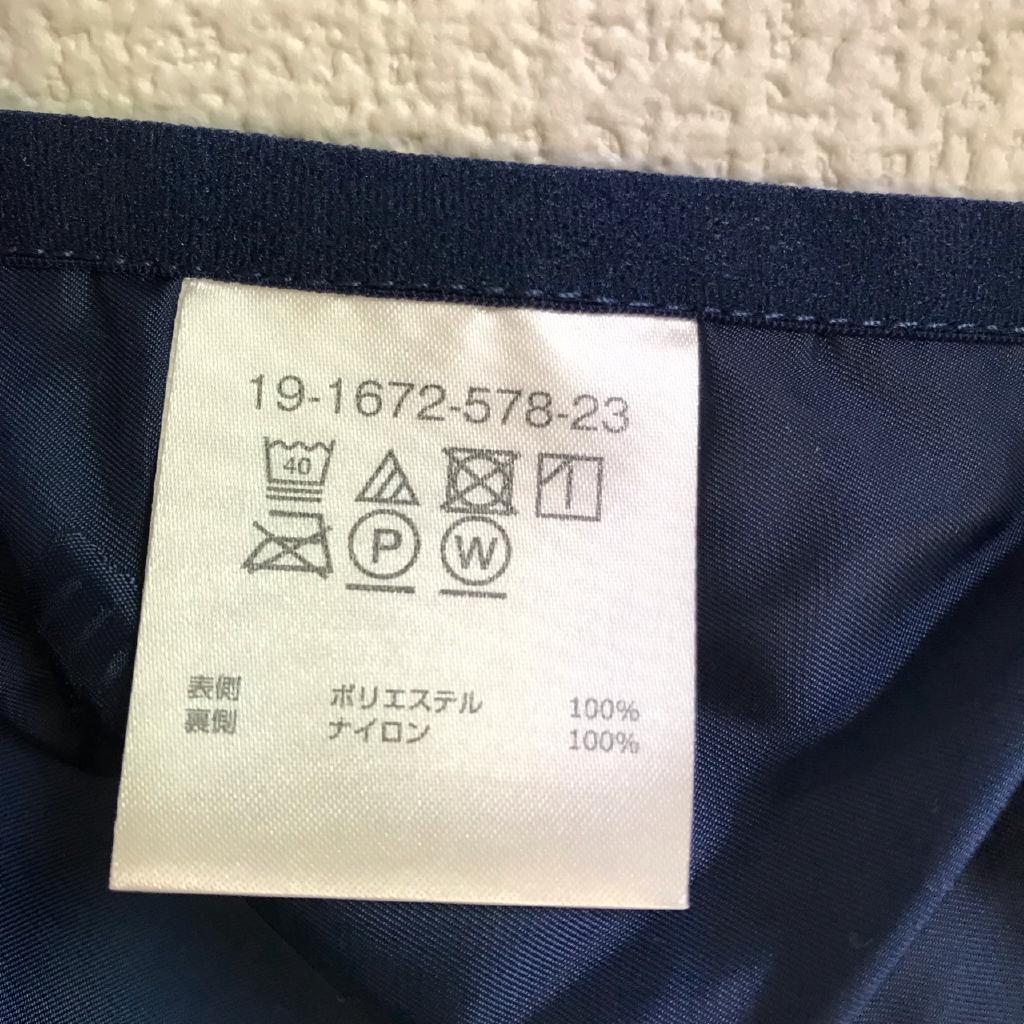 19-1672-578-23
40
P W
表側 ポリエステル 100%
裏側 ナイロン 100%